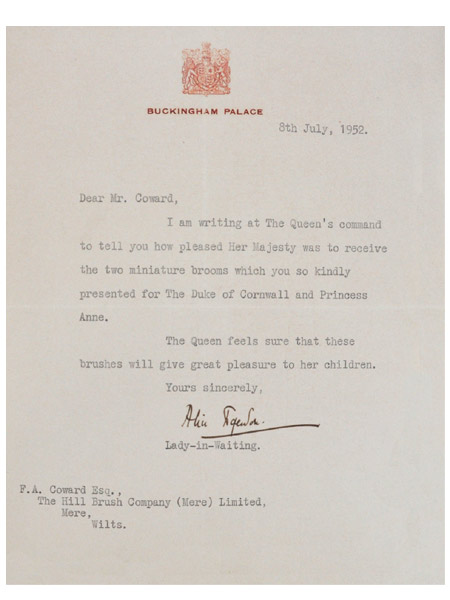 BUCKINGHAM PALACE
8th July, 1952.
Dear Mr. Coward,
I am writing at The Queen's command
to tell you how pleased Her Majesty was to receive
the two miniature brooms which you so kindly
presented for The Duke of Cornwall and Princess
Anne.
The Queen feels sure that these
brushes will give great pleasure to her children.
Yours sincerely,
Lady-in-Waiting.
F.A. Coward Esq.,
The Hill Brush Company (Mere) Limited,
Mere,
Wilts.